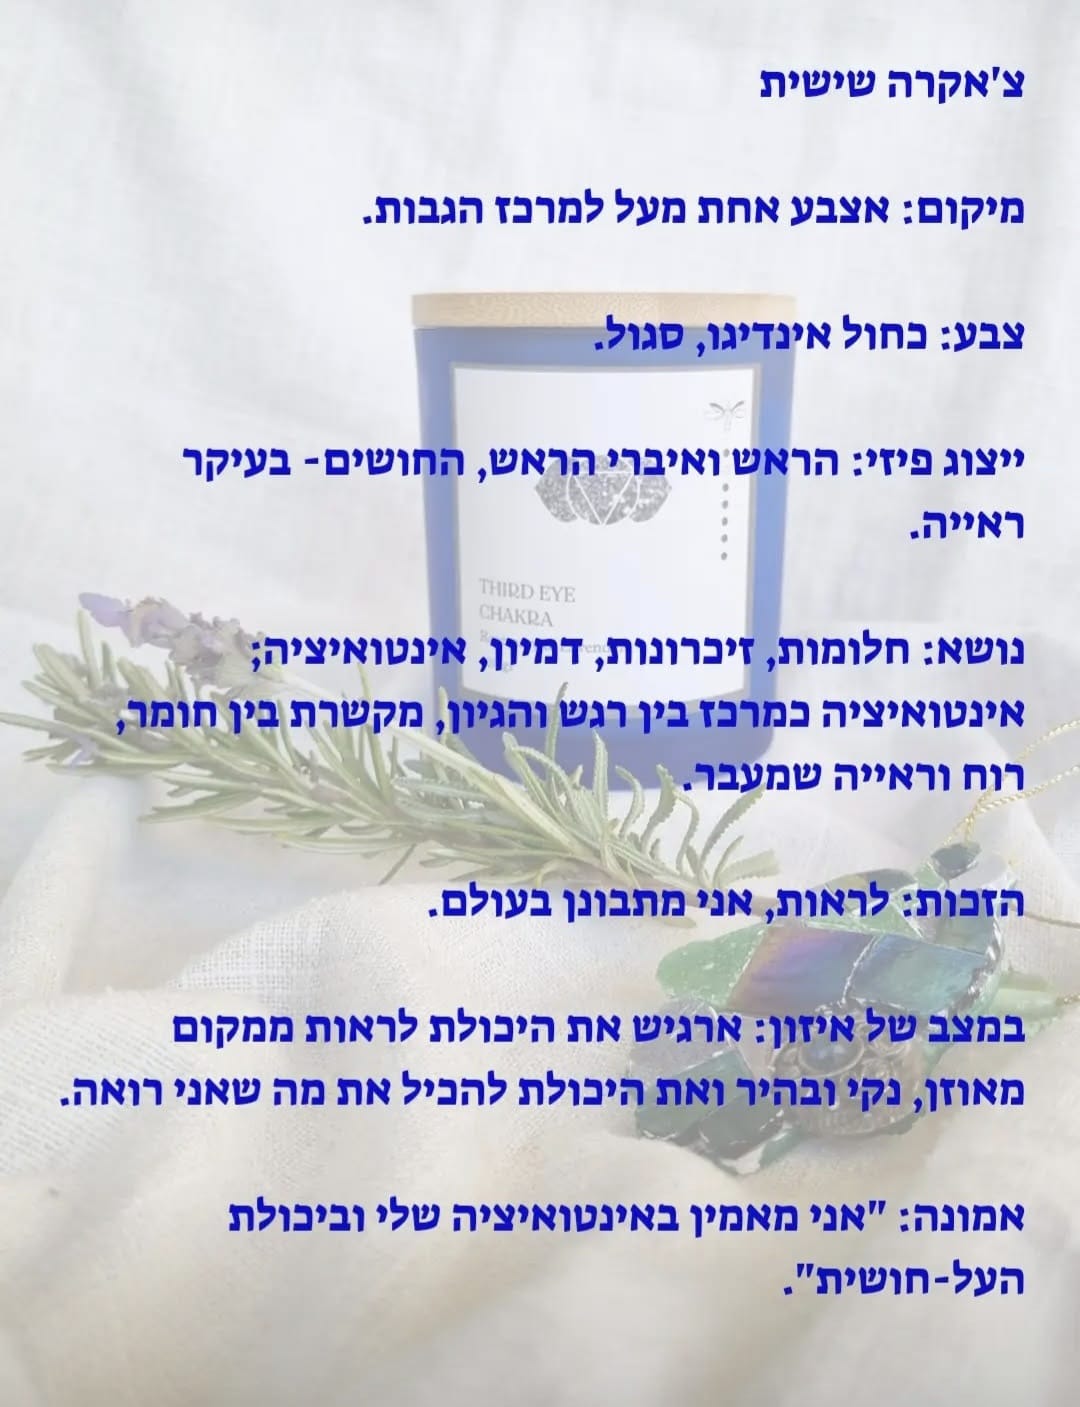 צ'אקרה שישית
מיקום: אצבע אחת מעל למרכז הגבות.
צבע: כחול אינדיגו, סגול.
ייצוג פיזי: הראש ואיברי הראש, החושים- בעיקר
ראייה.
THIRD EYE
CHAKRA
נושא: חלומות, זיכרונות, דמיון, אינטואיציה;
אינטואיציה כמרכז בין רגש והגיון, מקשרת בין חומר,
רוח וראייה שמעבר.
הזכות: לראות, אני מתבונן בעולם.
במצב של איזון: ארגיש את היכולת לראות ממקום
מאוזן, נקי ובהיר ואת היכולת להכיל את מה שאני רואה.
אמונה: "אני מאמין באינטואיציה שלי וביכולת
העל-חושית".